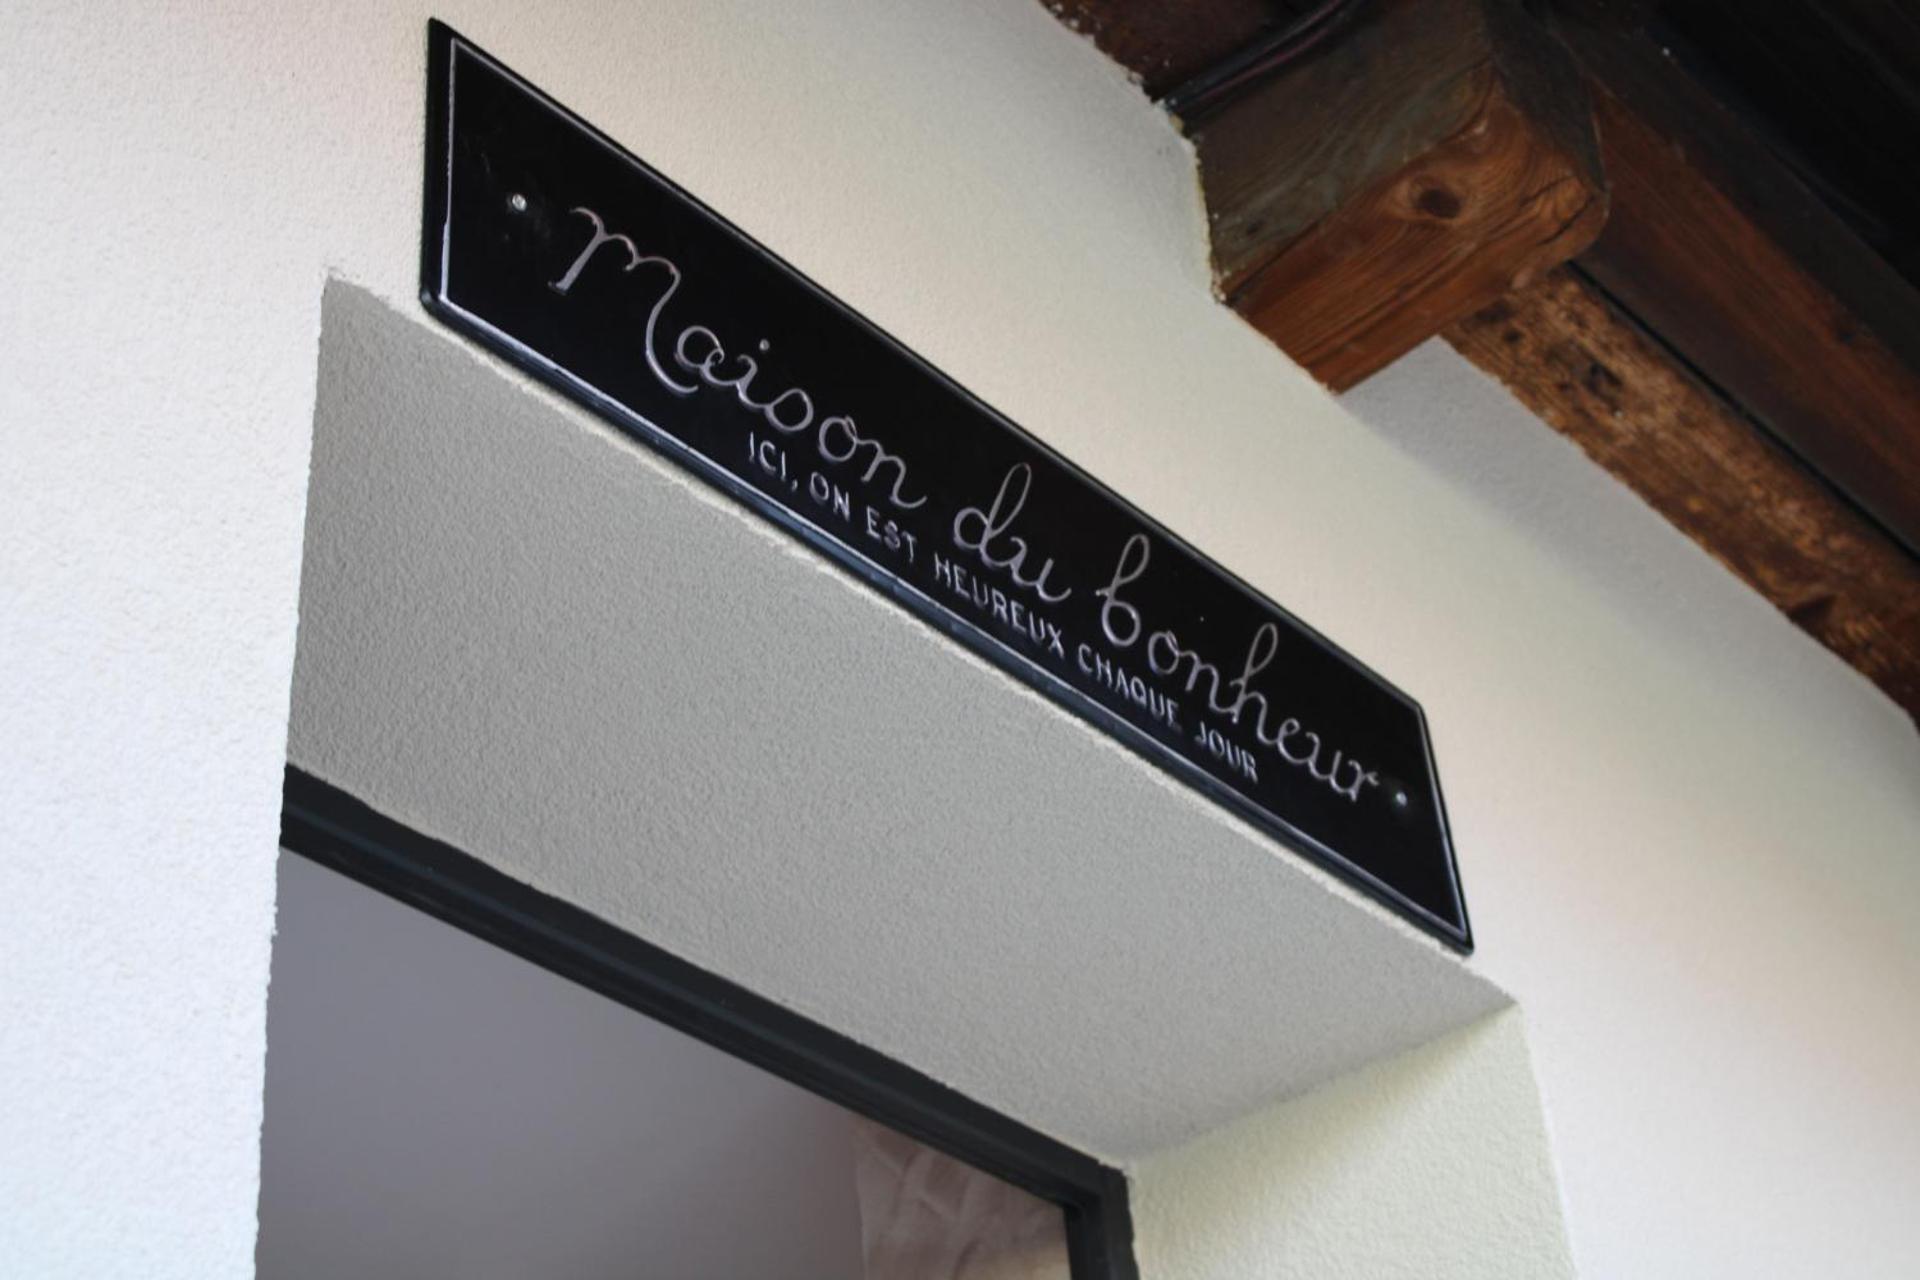 Maison du bonheur
ICI, ON EST HEUREUX CHAQUE JOUR